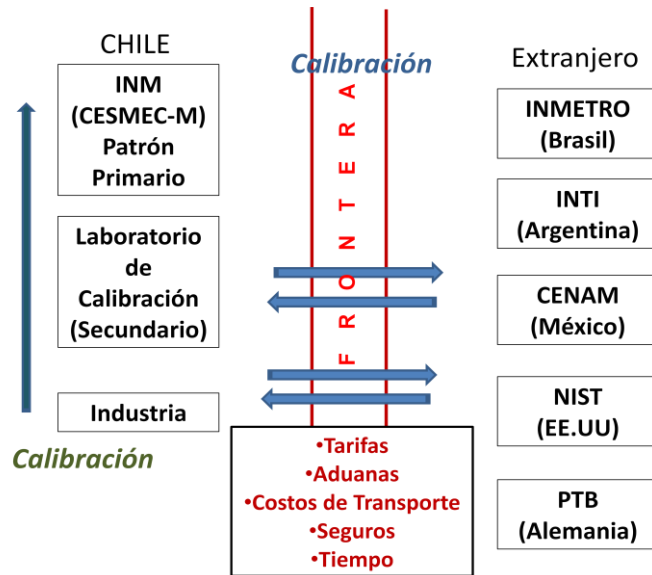 CHILE
INM
(CESMEC-M)
Patrón
Primario
Laboratorio
de
Calibración
(Secundario)
Industria
Calibración
Calibración
FRONTERA
•Tarifas
•Aduanas
•Costos de Transporte
•Seguros
•Tiempo
Extranjero
INMETRO
(Brasil)
INTI
(Argentina)
CENAM
(México)
NIST
(EE.UU)
PTB
(Alemania)